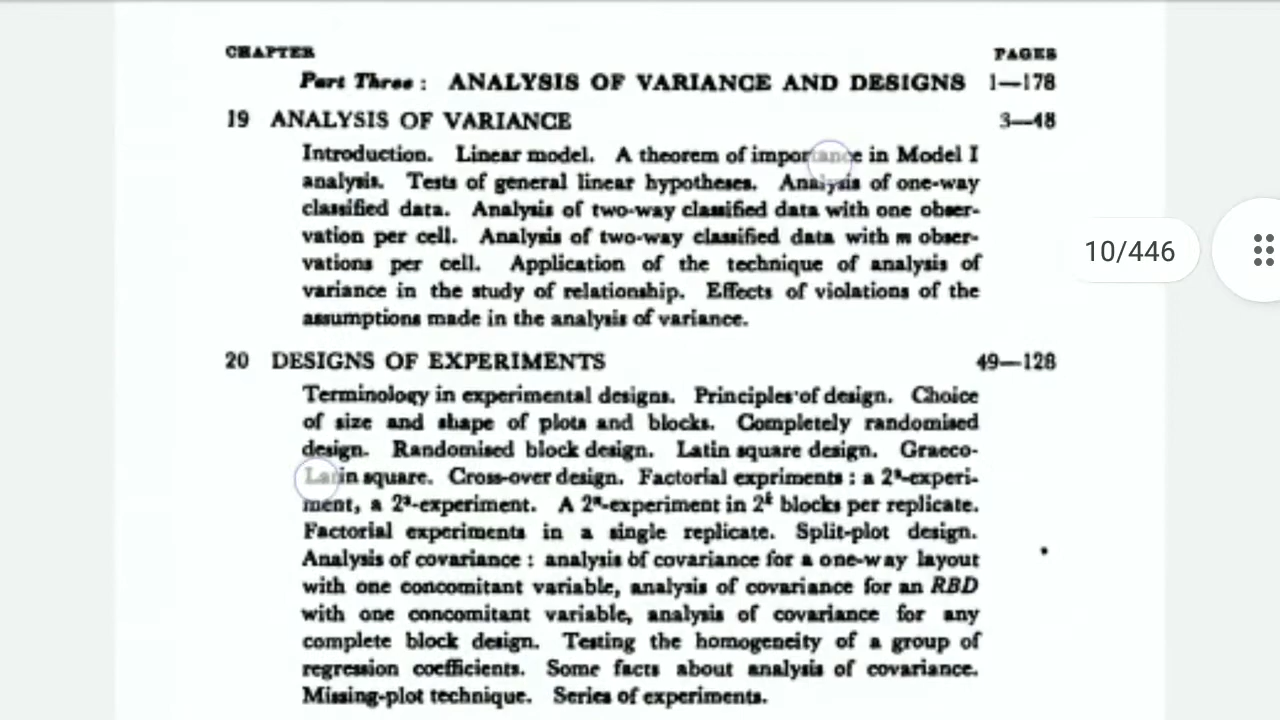 CHAPTER PAGES
Part Three : ANALYSIS OF VARIANCE AND DESIGNS 1—178
19 ANALYSIS OF VARIANCE 3—48
Introduction. Linear model. A theorem of importance in Model I
analysis. Tests of general linear hypotheses. Analysis of one-way
classified data. Analysis of two-way classified data with one obser-
vation per cell. Analysis of two-way classified data with m obser-
vations per cell. Application of the technique of analysis of
variance in the study of relationship. Effects of violations of the
assumptions made in the analysis of variance.
10/446
20 DESIGNS OF EXPERIMENTS 49—128
Terminology in experimental designs. Principles of design. Choice
of size and shape of plots and blocks. Completely randomised
design. Randomised block design. Latin square design. Graeco-
Latin square. Cross-over design. Factorial expriments : a 2ⁿ-experi-
ment, a 2³-experiment. A 2ⁿ-experiment in 2ᵏ blocks per replicate.
Factorial experiments in a single replicate. Split-plot design.
Analysis of covariance : analysis of covariance for a one-way layout
with one concomitant variable, analysis of covariance for an RBD
with one concomitant variable, analysis of covariance for any
complete block design. Testing the homogeneity of a group of
regression coefficients. Some facts about analysis of covariance.
Missing-plot technique. Series of experiments.